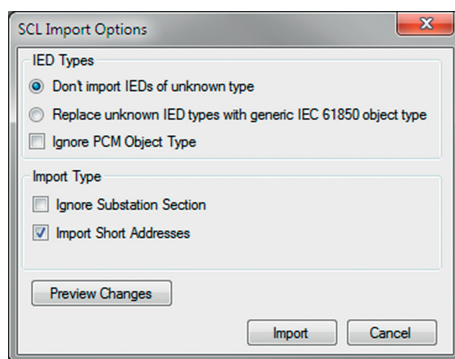 SCL Import Options
IED Types
Don't import IEDs of unknown type
Replace unknown IED types with generic IEC 61850 object type
Ignore PCM Object Type
Import Type
Ignore Substation Section
Import Short Addresses
Preview Changes
Import Cancel